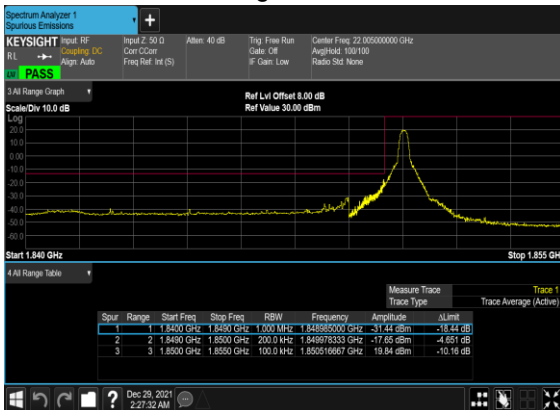 Spectrum Analyzer 1
Spurious Emissions
KEYSIGHT Input: RF Input Z: 50 Ω Atten: 40 dB Trig: Free Run Center Freq: 22.005000000 GHz
RL Coupling: DC Corr CCorr Gate: Off Avg|Hold: 100/100
Align: Auto Freq Ref: Int (S) IF Gain: Low Radio Std: None
PASS
3 All Range Graph
Ref Lvl Offset 8.00 dB
Scale/Div 10.0 dB Ref Value 30.00 dBm
Log
20.0
10.0
0.00
-10.0
-20.0
-30.0
-40.0
-50.0
-60.0
Start 1.840 GHz Stop 1.855 GH
4 All Range Table
Measure Trace Trace 1
Trace Type Trace Average (Active)
Spur Range Start Freq Stop Freq RBW Frequency Amplitude ΔLimit
1 1 1.8400 GHz 1.8490 GHz 1.000 MHz 1.848985000 GHz -31.44 dBm -18.44 dB
2 2 1.8490 GHz 1.8500 GHz 200.0 kHz 1.849978333 GHz -17.65 dBm -4.651 dB
3 3 1.8500 GHz 1.8550 GHz 100.0 kHz 1.850516667 GHz 19.84 dBm -10.16 dB
? Dec 29, 2021
2:27:32 AM